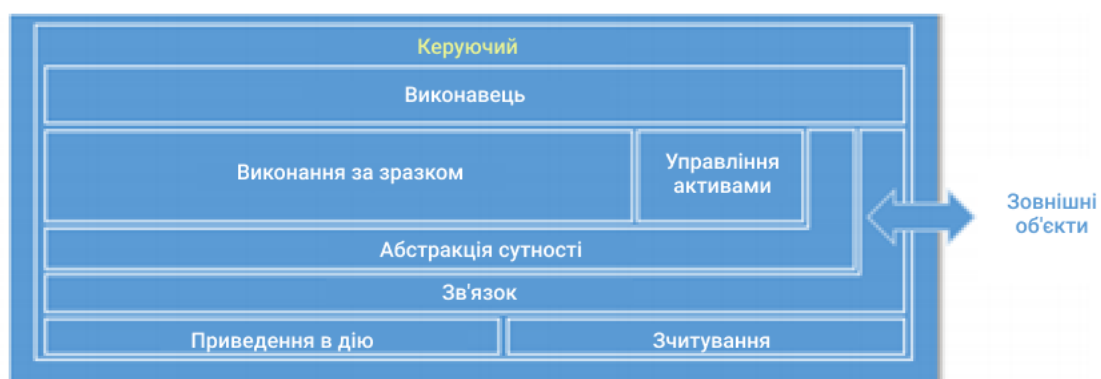 Керуючий
Виконавець
Виконання за зразком
Управління
активами
Зовнішні
об'єкти
Абстракція сутності
Зв'язок
Приведення в дію
Зчитування